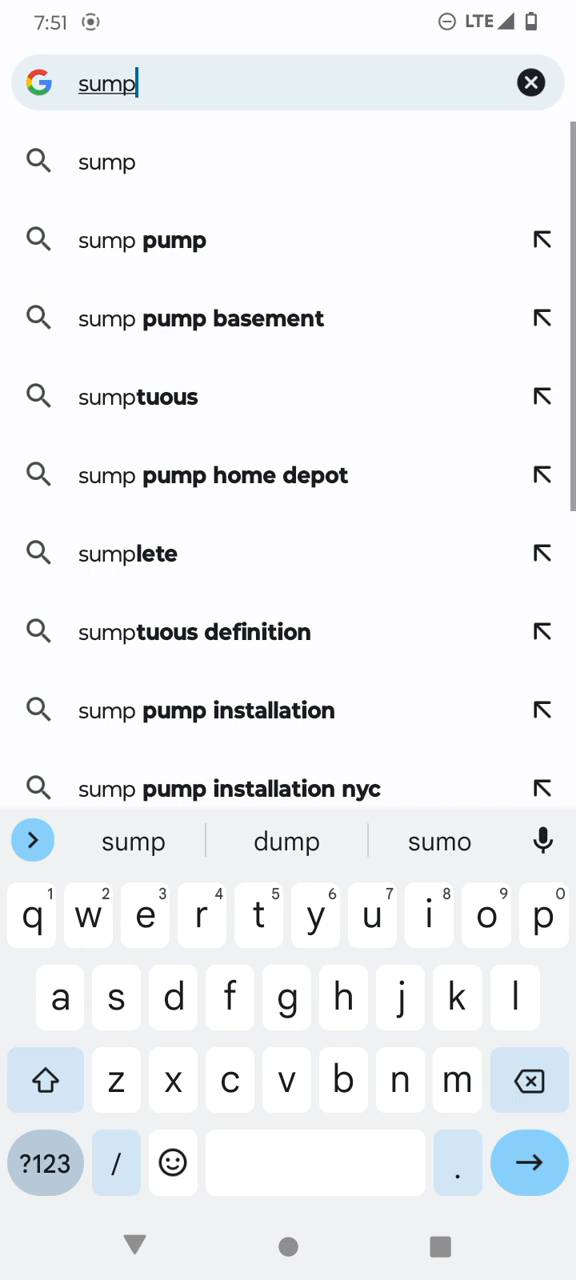 7:51 LTE
sump
sump
sump pump
sump pump basement
sumptuous
sump pump home depot
sumplete
sumptuous definition
sump pump installation
sump pump installation nyc
sump dump sumo
1 2 3 4 5 6 7 8 9 0
q w e r t y u i o p
a s d f g h j k l
z x c v b n m
?123 / .